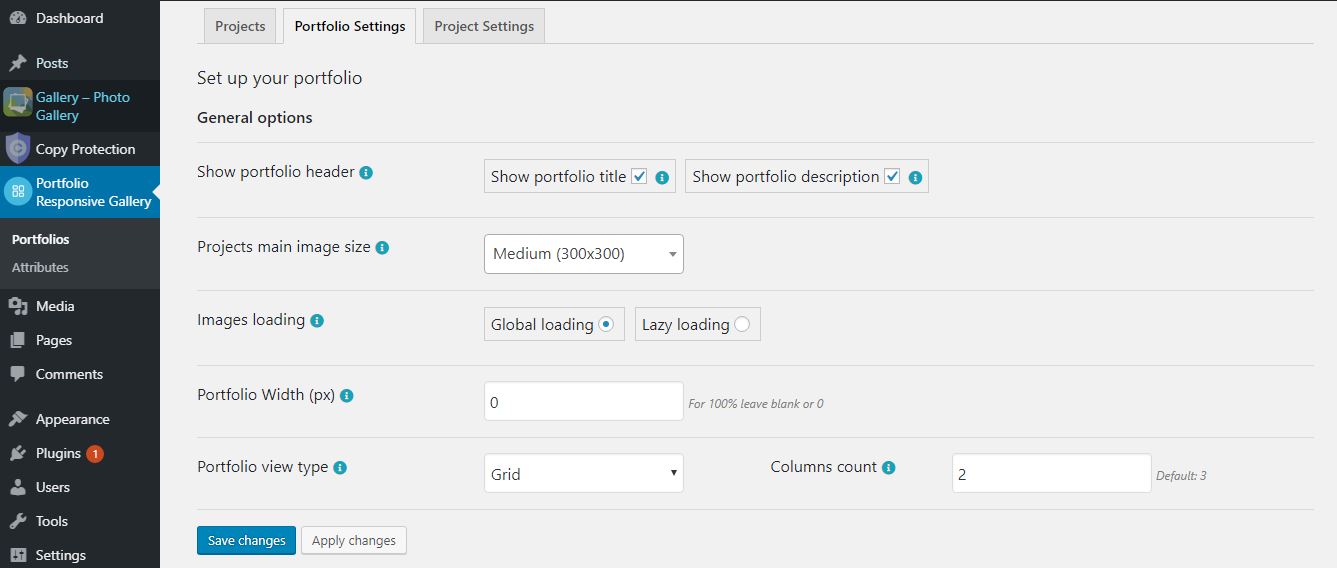 Dashboard
Posts
Gallery – Photo
Gallery
Copy Protection
Portfolio
Responsive Gallery
Portfolios
Attributes
Media
Pages
Comments
Appearance
Plugins 1
Users
Tools
Settings
Projects Portfolio Settings Project Settings
Set up your portfolio
General options
Show portfolio header i Show portfolio title i Show portfolio description i
Projects main image size i Medium (300x300)
Images loading i Global loading Lazy loading
Portfolio Width (px) i 0 For 100% leave blank or 0
Portfolio view type i Grid Columns count i 2 Default: 3
Save changes Apply changes